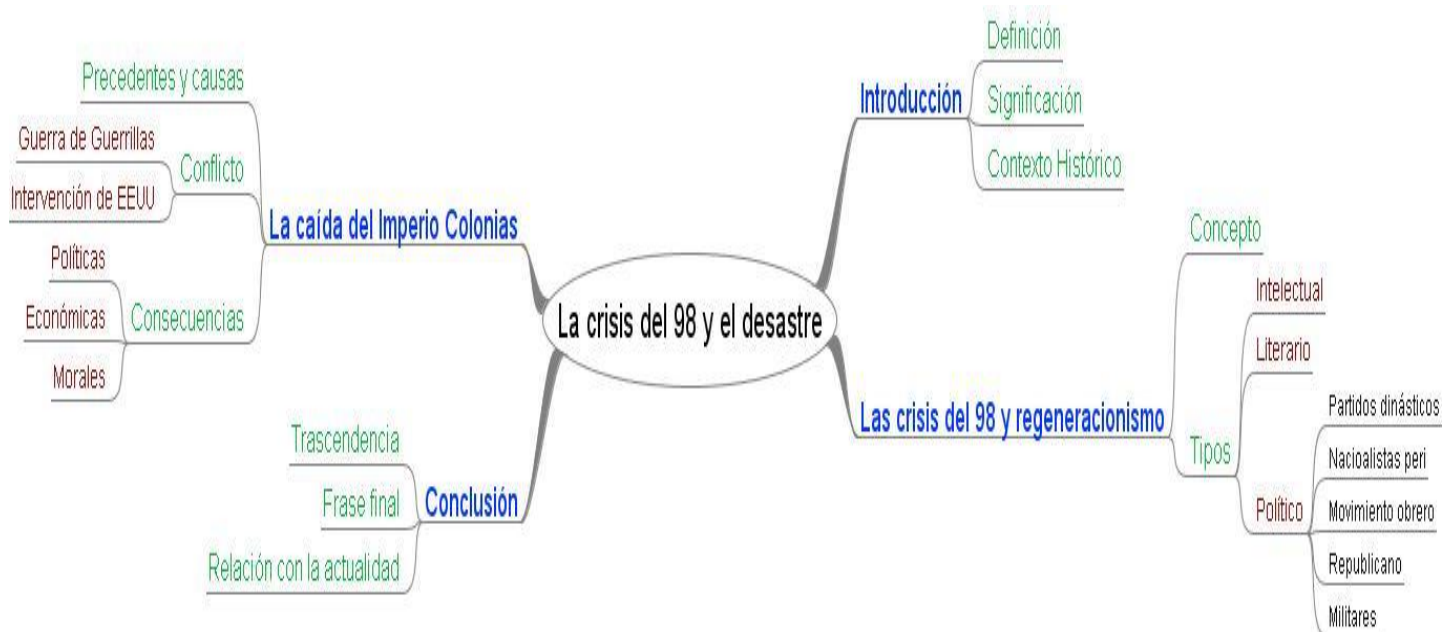 La crisis del 98 y el desastre
Introducción
Definición
Significación
Contexto Histórico
La caída del Imperio Colonias
Precedentes y causas
Conflicto
Guerra de Guerrillas
Intervención de EEUU
Consecuencias
Políticas
Económicas
Morales
Las crisis del 98 y regeneracionismo
Concepto
Tipos
Intelectual
Literario
Político
Partidos dinásticos
Nacioalistas peri
Movimiento obrero
Republicano
Militares
Conclusión
Trascendencia
Frase final
Relación con la actualidad